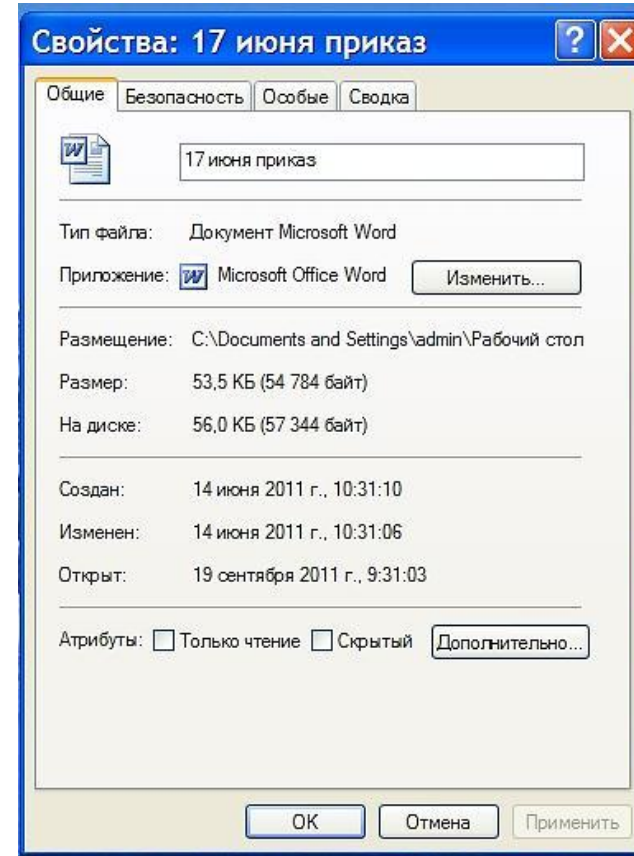 Свойства: 17 июня приказ
Общие Безопасность Особые Сводка
17 июня приказ
Тип файла: Документ Microsoft Word
Приложение: Microsoft Office Word Изменить...
Размещение: C:\Documents and Settings\admin\Рабочий стол
Размер: 53,5 КБ (54 784 байт)
На диске: 56,0 КБ (57 344 байт)
Создан: 14 июня 2011 г., 10:31:10
Изменен: 14 июня 2011 г., 10:31:06
Открыт: 19 сентября 2011 г., 9:31:03
Атрибуты: Только чтение Скрытый Дополнительно...
ОК Отмена Применить